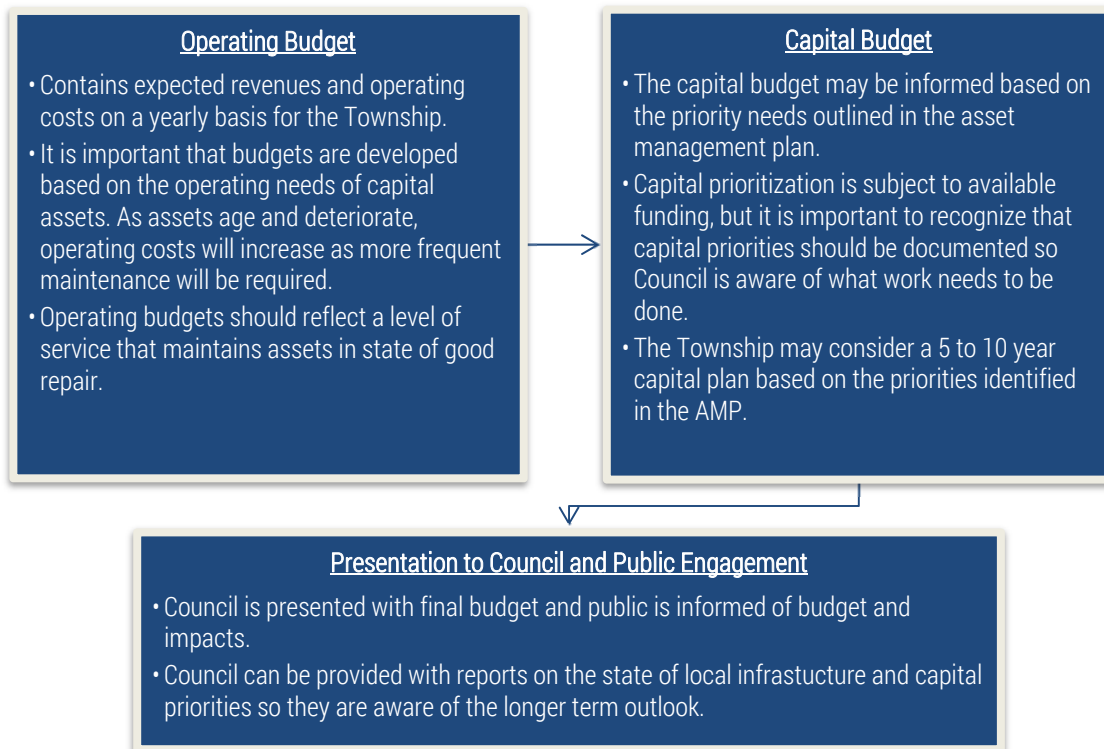 Operating Budget
• Contains expected revenues and operating
costs on a yearly basis for the Township.
• It is important that budgets are developed
based on the operating needs of capital
assets. As assets age and deteriorate,
operating costs will increase as more frequent
maintenance will be required.
• Operating budgets should reflect a level of
service that maintains assets in state of good
repair.
Capital Budget
• The capital budget may be informed based on
the priority needs outlined in the asset
management plan.
• Capital prioritization is subject to available
funding, but it is important to recognize that
capital priorities should be documented so
Council is aware of what work needs to be
done.
• The Township may consider a 5 to 10 year
capital plan based on the priorities identified
in the AMP.
Presentation to Council and Public Engagement
• Council is presented with final budget and public is informed of budget and
impacts.
• Council can be provided with reports on the state of local infrastucture and capital
priorities so they are aware of the longer term outlook.